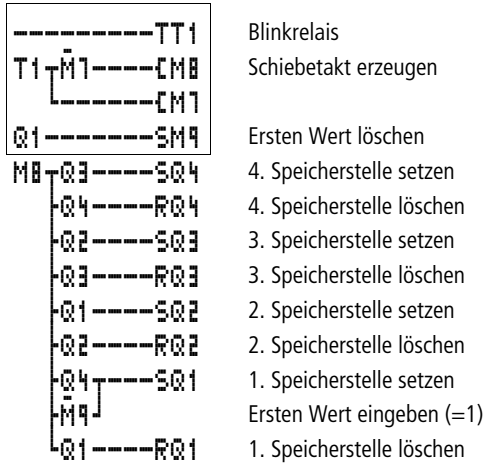 ---------TT1 Blinkrelais
T1┬M̅7----[M8 Schiebetakt erzeugen
└------[M7
Q1-------SM9 Ersten Wert löschen
M8┬Q3----SQ4 4. Speicherstelle setzen
├Q4----RQ4 4. Speicherstelle löschen
├Q2----SQ3 3. Speicherstelle setzen
├Q3----RQ3 3. Speicherstelle löschen
├Q1----SQ2 2. Speicherstelle setzen
├Q2----RQ2 2. Speicherstelle löschen
├Q4┬---SQ1 1. Speicherstelle setzen
├M̅9┘ Ersten Wert eingeben (=1)
└Q1----RQ1 1. Speicherstelle löschen